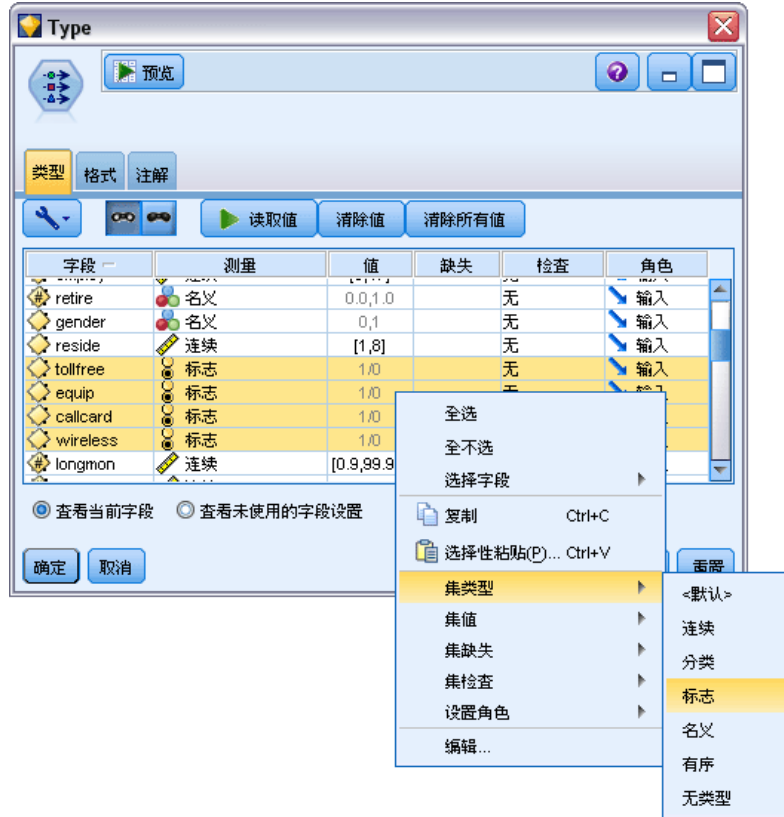 Type
预览
类型 格式 注解
读取值 清除值 清除所有值
字段 测量 值 缺失 检查 角色
retire 名义 0.0,1.0 无 输入
gender 名义 0,1 无 输入
reside 连续 [1,8] 无 输入
tollfree 标志 1/0 无 输入
equip 标志 1/0
callcard 标志 1/0
wireless 标志 1/0
longmon 连续 [0.9,99.9
查看当前字段 查看未使用的字段设置
确定 取消 重置
全选
全不选
选择字段
复制 Ctrl+C
选择性粘贴(P)... Ctrl+V
集类型
集值
集缺失
集检查
设置角色
编辑...
<默认>
连续
分类
标志
名义
有序
无类型